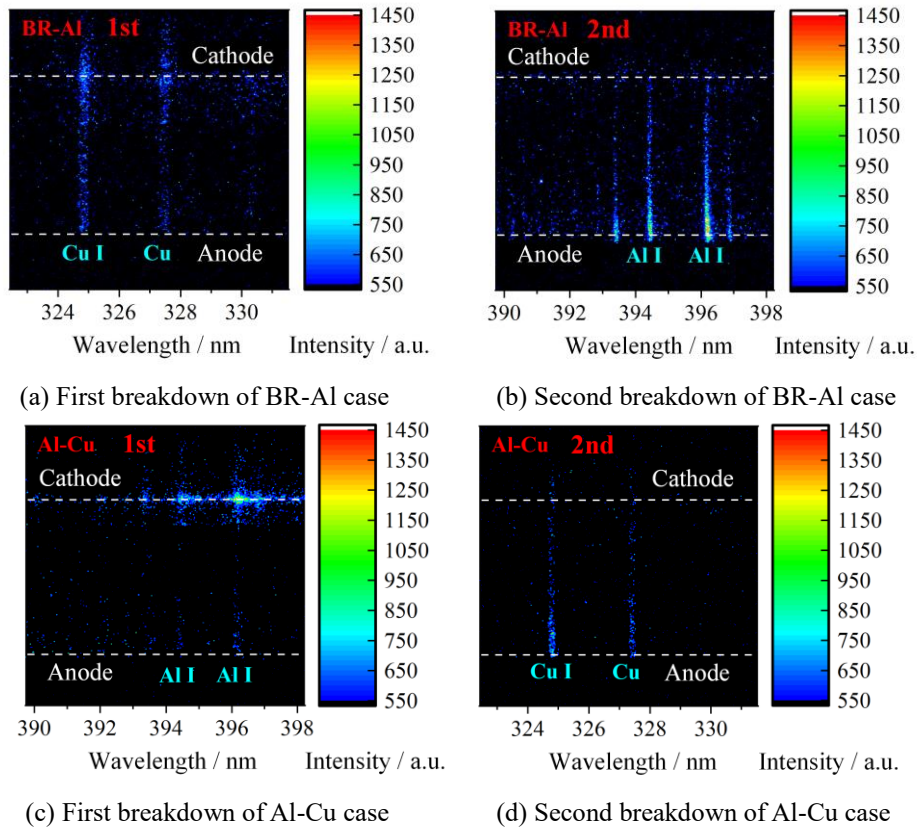 BR-Al 1st
Cathode
Cu I Cu Anode
324 326 328 330
Wavelength / nm
1450
1350
1250
1150
1050
950
850
750
650
550
Intensity / a.u.
(a) First breakdown of BR-Al case
BR-Al 2nd
Cathode
Anode Al I Al I
390 392 394 396 398
Wavelength / nm
1450
1350
1250
1150
1050
950
850
750
650
550
Intensity / a.u.
(b) Second breakdown of BR-Al case
Al-Cu 1st
Cathode
Anode Al I Al I
390 392 394 396 398
Wavelength / nm
1450
1350
1250
1150
1050
950
850
750
650
550
Intensity / a.u.
(c) First breakdown of Al-Cu case
Al-Cu 2nd
Cathode
Cu I Cu Anode
324 326 328 330
Wavelength / nm
1450
1350
1250
1150
1050
950
850
750
650
550
Intensity / a.u.
(d) Second breakdown of Al-Cu case